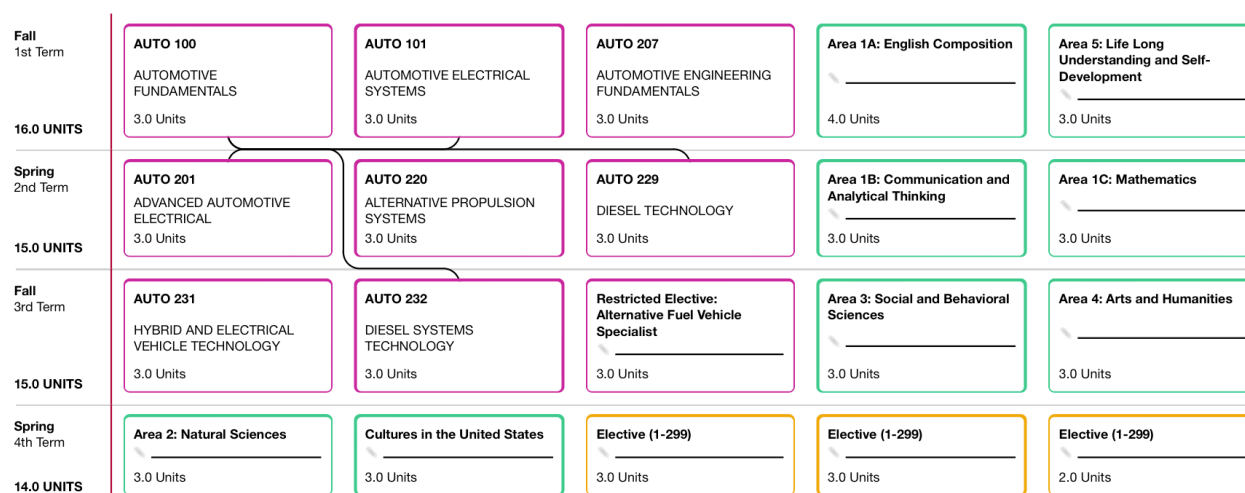 Fall
1st Term
16.0 UNITS
AUTO 100
AUTOMOTIVE
FUNDAMENTALS
3.0 Units
AUTO 101
AUTOMOTIVE ELECTRICAL
SYSTEMS
3.0 Units
AUTO 207
AUTOMOTIVE ENGINEERING
FUNDAMENTALS
3.0 Units
Area 1A: English Composition
4.0 Units
Area 5: Life Long
Understanding and Self-
Development
3.0 Units
Spring
2nd Term
15.0 UNITS
AUTO 201
ADVANCED AUTOMOTIVE
ELECTRICAL
3.0 Units
AUTO 220
ALTERNATIVE PROPULSION
SYSTEMS
3.0 Units
AUTO 229
DIESEL TECHNOLOGY
3.0 Units
Area 1B: Communication and
Analytical Thinking
3.0 Units
Area 1C: Mathematics
3.0 Units
Fall
3rd Term
15.0 UNITS
AUTO 231
HYBRID AND ELECTRICAL
VEHICLE TECHNOLOGY
3.0 Units
AUTO 232
DIESEL SYSTEMS
TECHNOLOGY
3.0 Units
Restricted Elective:
Alternative Fuel Vehicle
Specialist
3.0 Units
Area 3: Social and Behavioral
Sciences
3.0 Units
Area 4: Arts and Humanities
3.0 Units
Spring
4th Term
14.0 UNITS
Area 2: Natural Sciences
3.0 Units
Cultures in the United States
3.0 Units
Elective (1-299)
3.0 Units
Elective (1-299)
3.0 Units
Elective (1-299)
2.0 Units